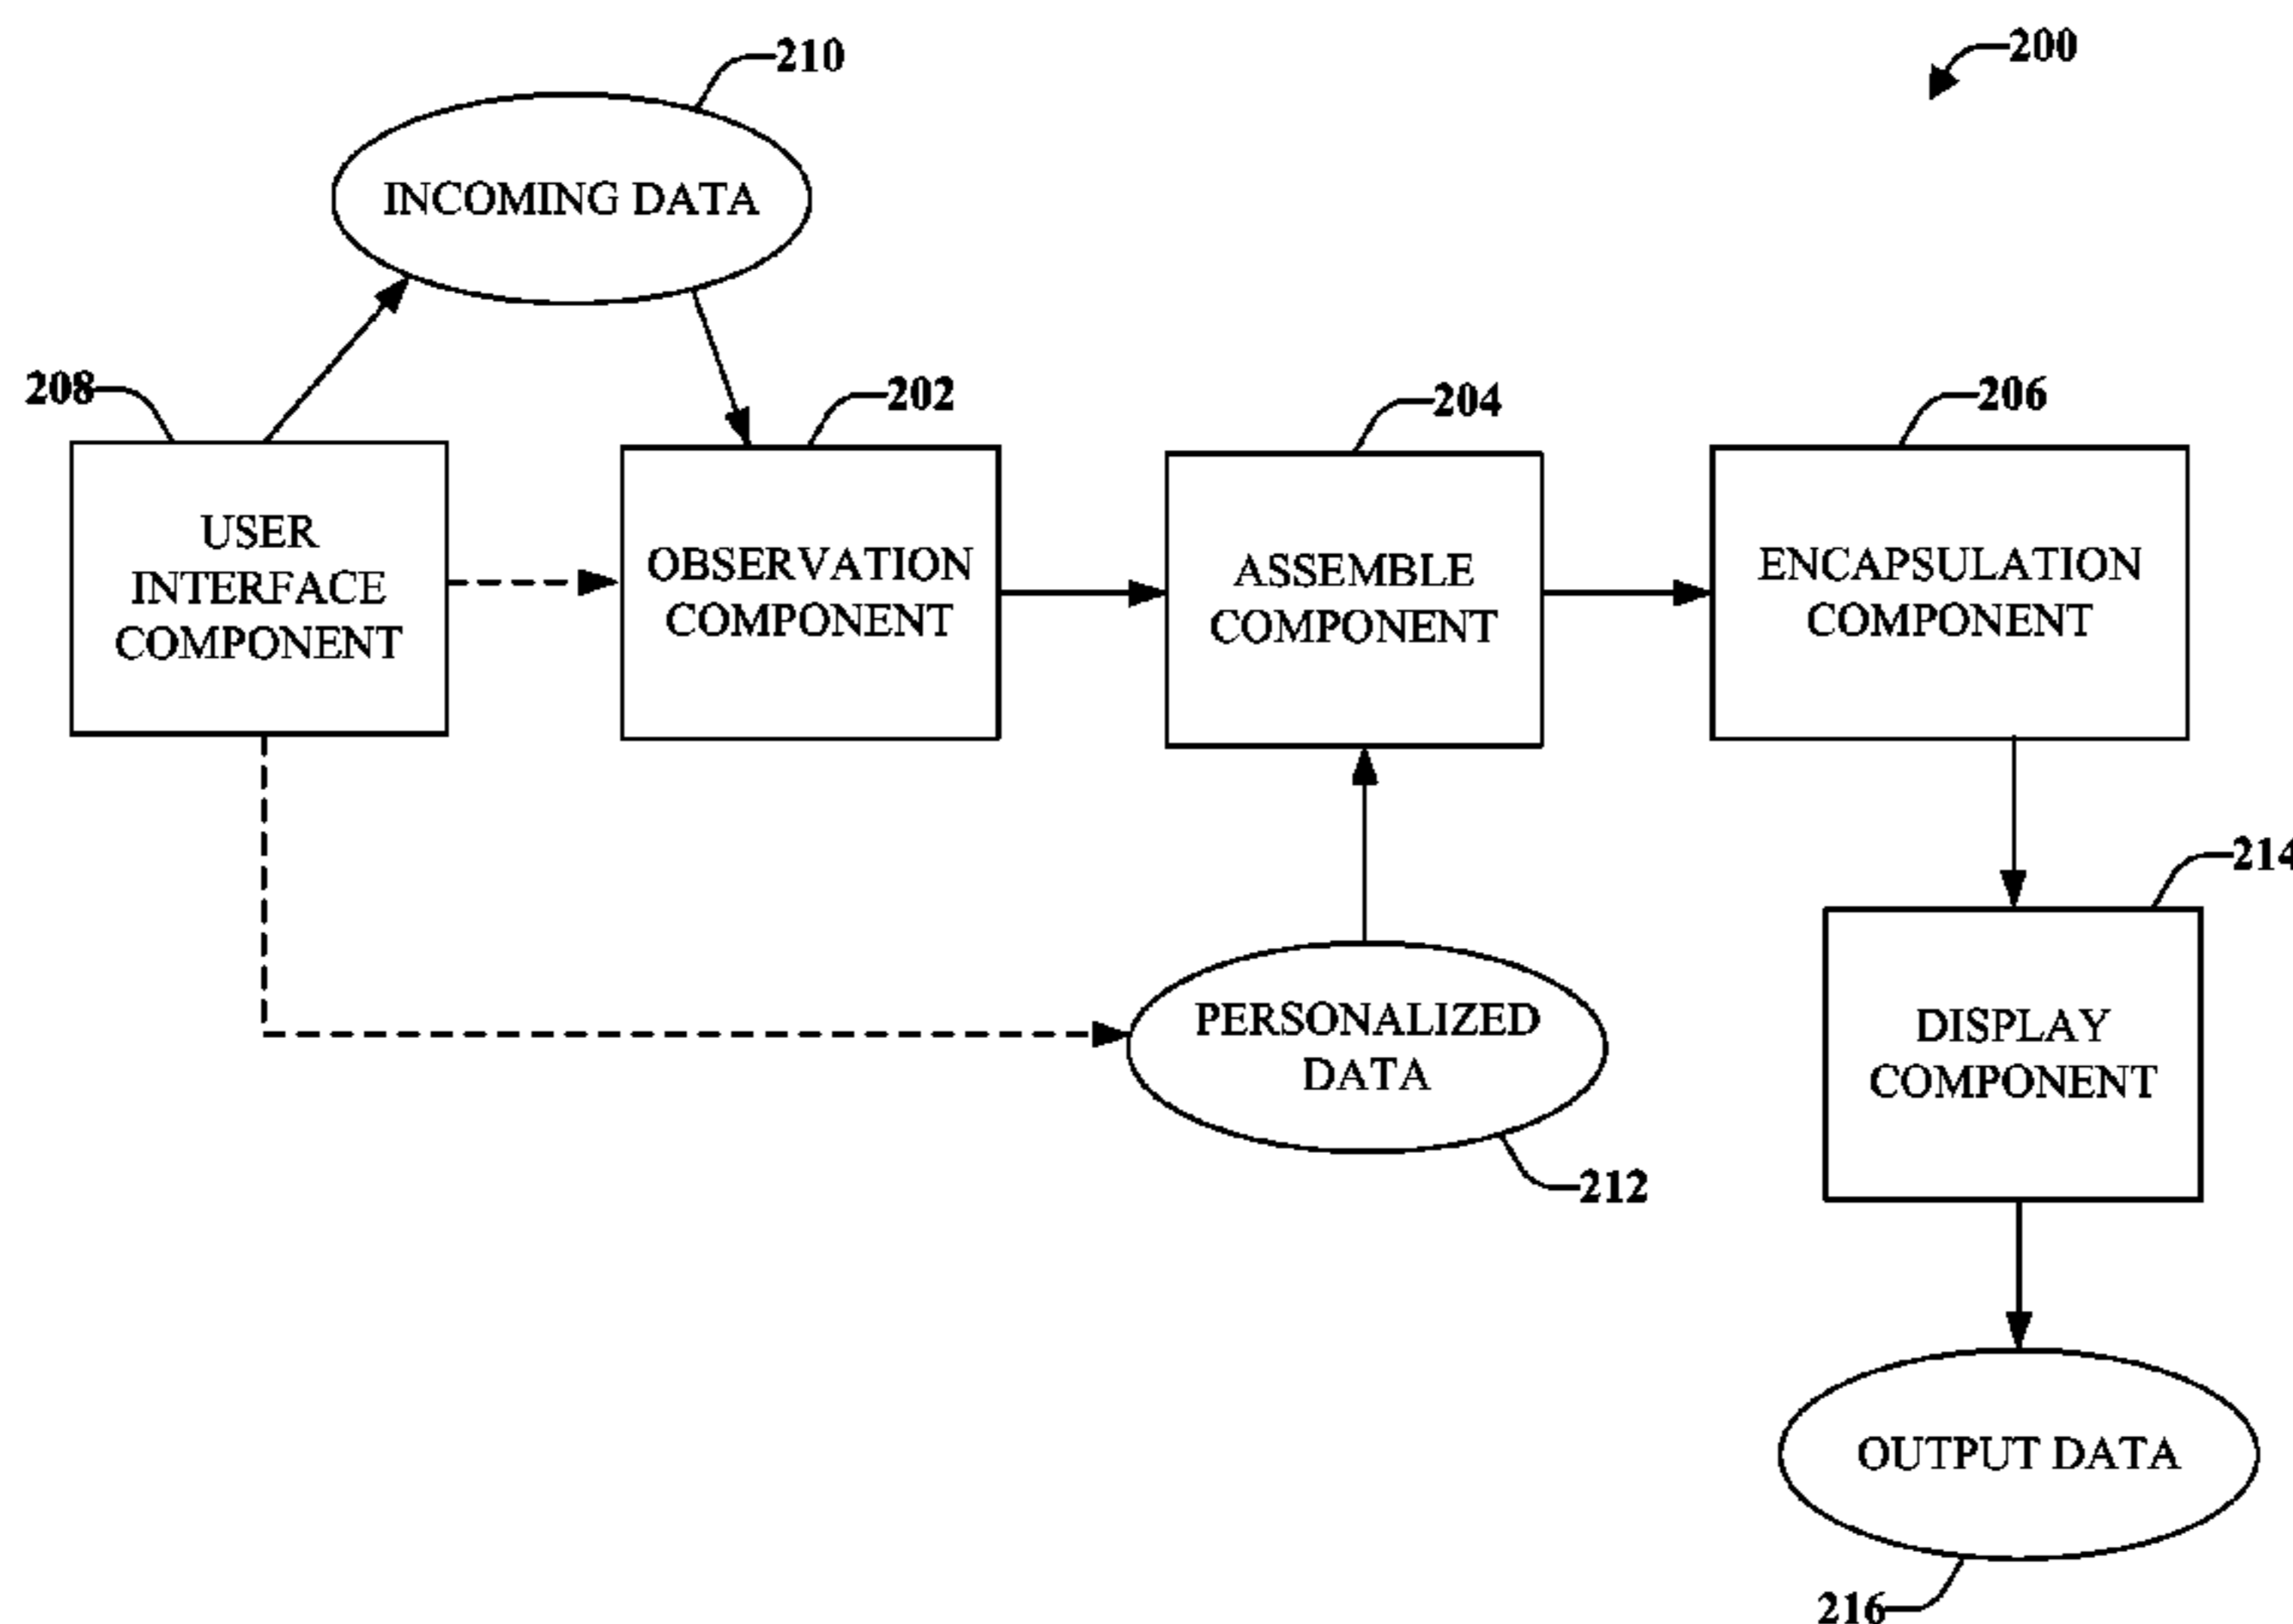 210
200
INCOMING DATA
208
202
204
206
USER
INTERFACE
COMPONENT
OBSERVATION
COMPONENT
ASSEMBLE
COMPONENT
ENCAPSULATION
COMPONENT
214
PERSONALIZED
DATA
DISPLAY
COMPONENT
212
OUTPUT DATA
216